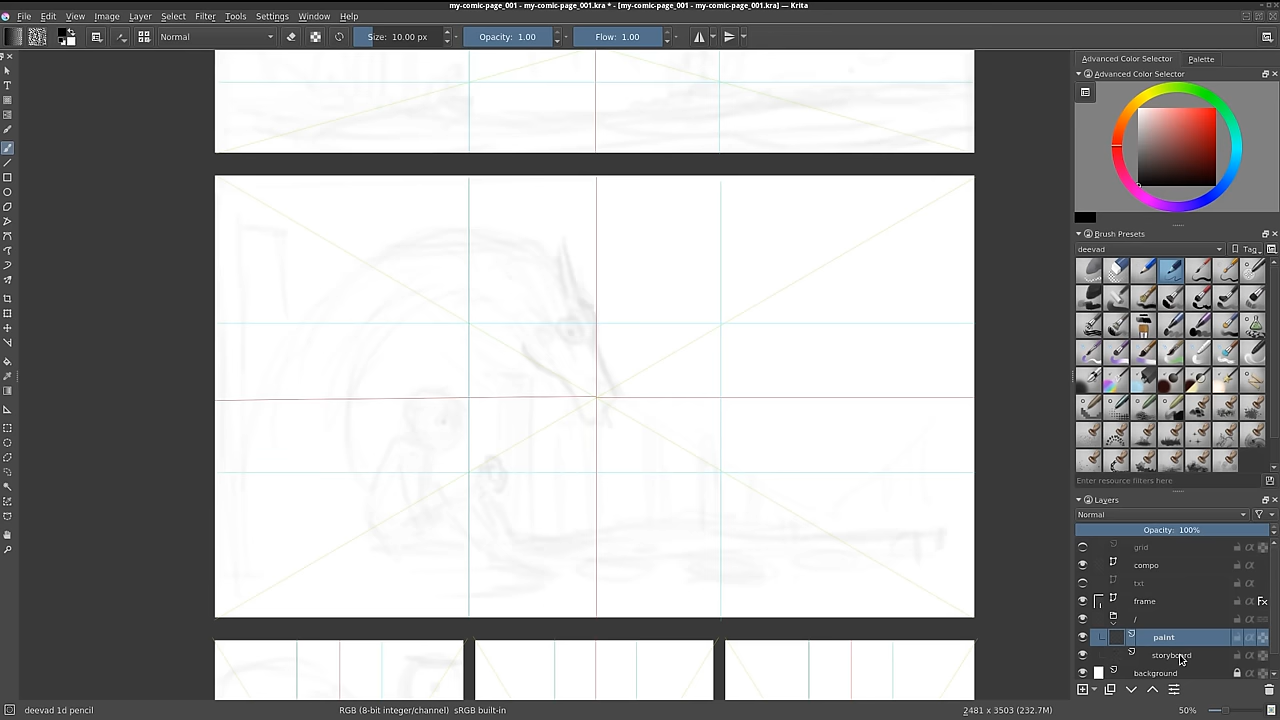 my-comic-page_001 - my-comic-page_001.kra * - [my-comic-page_001 - my-comic-page_001.kra] — Krita
File Edit View Image Layer Select Filter Tools Settings Window Help
Normal Size: 10.00 px Opacity: 1.00 Flow: 1.00
Advanced Color Selector Palette
Advanced Color Selector
Brush Presets
deevad Tag
Enter resource filters here
Layers
Normal
Opacity: 100%
grid
compo
txt
frame Fx
/
paint
storyboard
background
deevad 1d pencil RGB (8-bit integer/channel) sRGB built-in 2481 x 3503 (232.7M) 50%